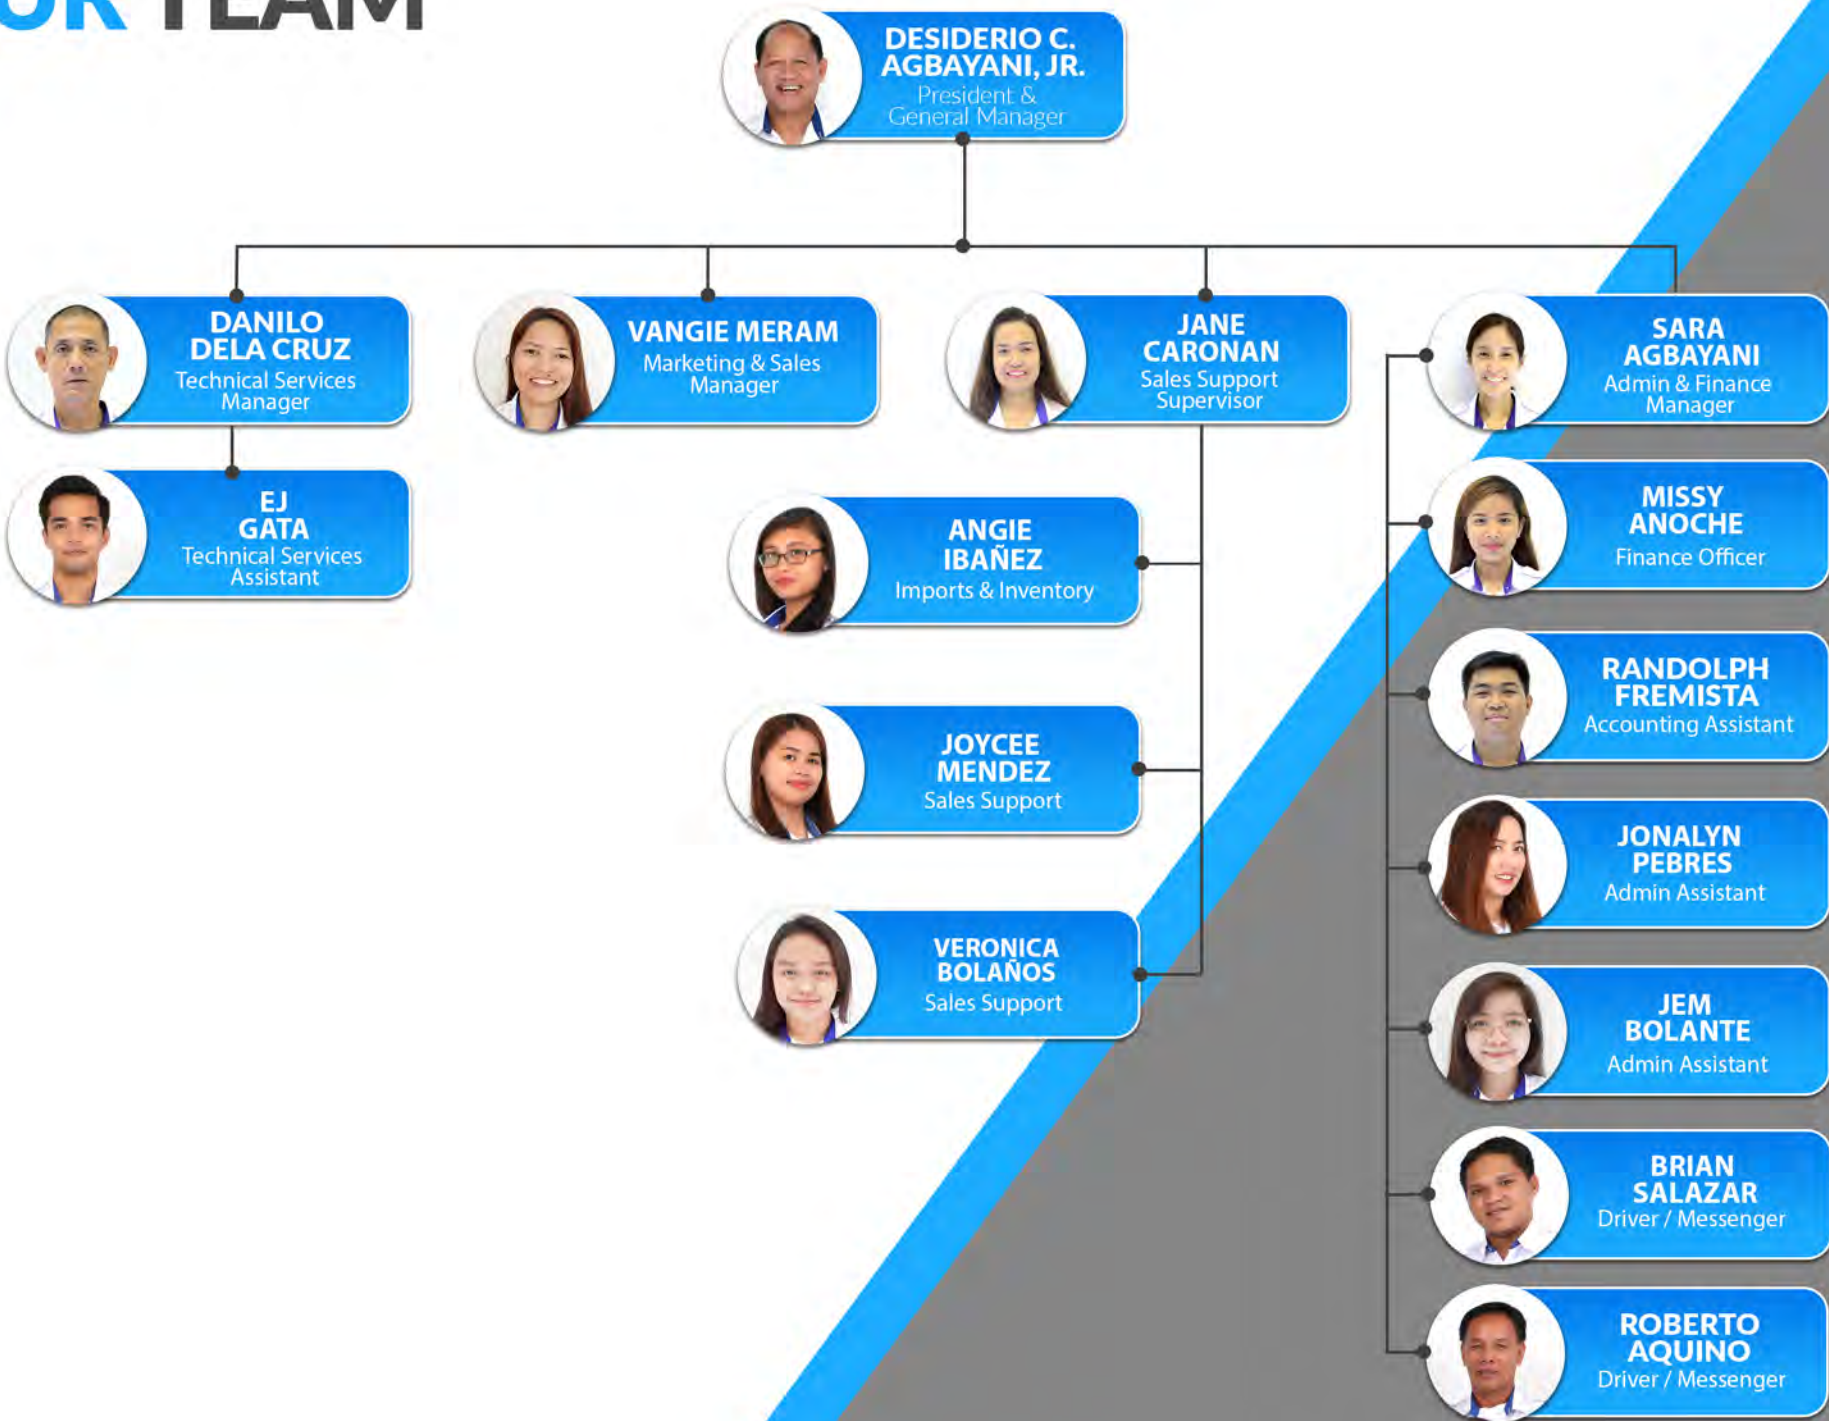 TEAM
DESIDERIO C.
AGBAYANI, JR.
President &
General Manager
DANILO
DELA CRUZ
Technical Services
Manager
VANGIE MERAM
Marketing & Sales
Manager
JANE
CARONAN
Sales Support
Supervisor
SARA
AGBAYANI
Admin & Finance
Manager
EJ
GATA
Technical Services
Assistant
ANGIE
IBAÑEZ
Imports & Inventory
JOYCEE
MENDEZ
Sales Support
VERONICA
BOLAÑOS
Sales Support
MISSY
ANOCHE
Finance Officer
RANDOLPH
FREMISTA
Accounting Assistant
JONALYN
PEBRES
Admin Assistant
JEM
BOLANTE
Admin Assistant
BRIAN
SALAZAR
Driver / Messenger
ROBERTO
AQUINO
Driver / Messenger